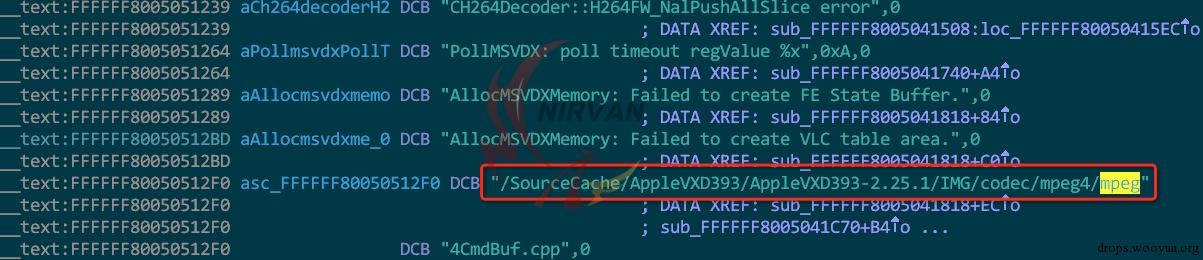 __text:FFFFFF8005051239 aCh264decoderH2 DCB "CH264Decoder::H264FW_NalPushAllSlice error",0
__text:FFFFFF8005051239 ; DATA XREF: sub_FFFFFF8005041508:loc_FFFFFF80050415EC↑o
__text:FFFFFF8005051264 aPollmsvdxPollT DCB "PollMSVDX: poll timeout regValue %x",0xA,0
__text:FFFFFF8005051264 ; DATA XREF: sub_FFFFFF8005041740+A4↑o
__text:FFFFFF8005051289 aAllocmsvdxmemo DCB "AllocMSVDXMemory: Failed to create FE State Buffer.",0
__text:FFFFFF8005051289 ; DATA XREF: sub_FFFFFF8005041818+84↑o
__text:FFFFFF80050512BD aAllocmsvdxme_0 DCB "AllocMSVDXMemory: Failed to create VLC table area.",0
__text:FFFFFF80050512BD ; DATA XREF: sub_FFFFFF8005041818+C0↑o
__text:FFFFFF80050512F0 asc_FFFFFF80050512F0 DCB "/SourceCache/AppleVXD393/AppleVXD393-2.25.1/IMG/codec/mpeg4/mpeg"
__text:FFFFFF80050512F0 ; DATA XREF: sub_FFFFFF8005041818+EC↑o
__text:FFFFFF80050512F0 ; sub_FFFFFF8005041C70+B4↑o ...
__text:FFFFFF80050512F0 DCB "4CmdBuf.cpp",0
NIRVAN
drops.wooyun.org